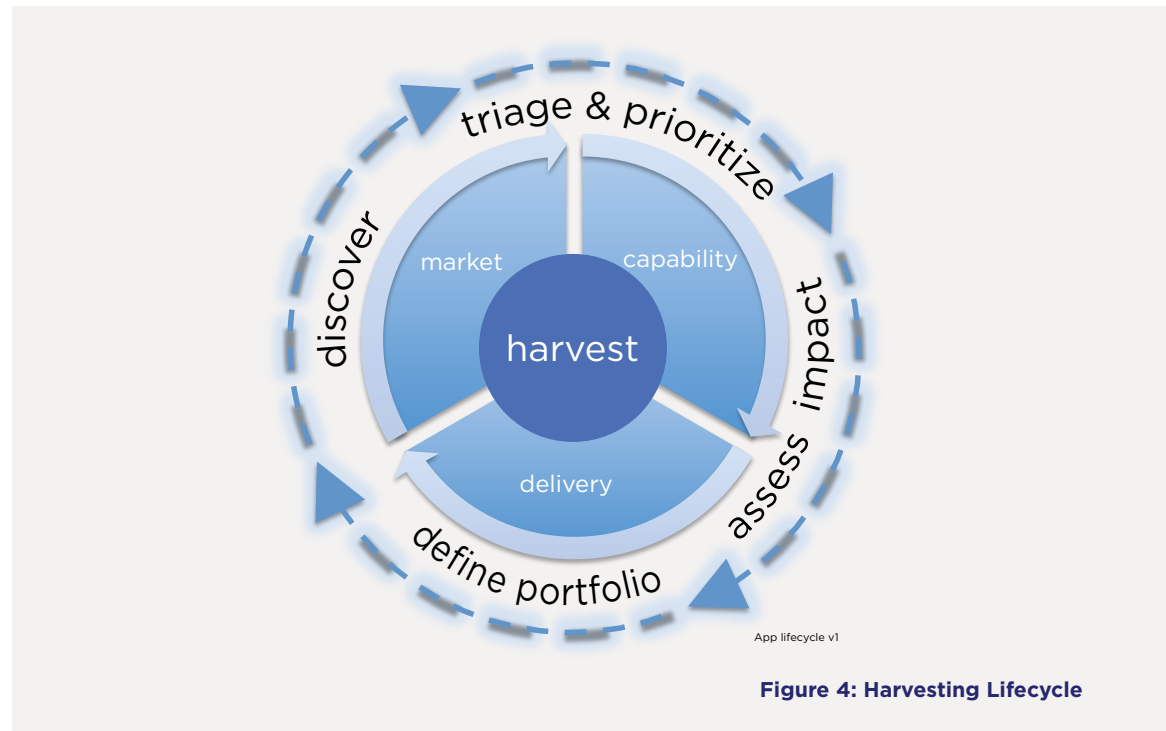 triage & prioritize
discover
market
capability
harvest
assess impact
delivery
define portfolio
App lifecycle v1
Figure 4: Harvesting Lifecycle